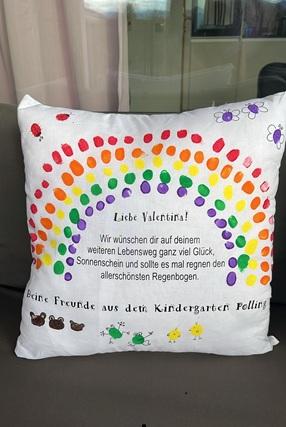 Liebe Valentina!
Wir wünschen dir auf deinem
weiteren Lebensweg ganz viel Glück,
Sonnenschein und sollte es mal regnen den
allerschönsten Regenbogen.
Deine Freunde aus dem Kindergarten Polling